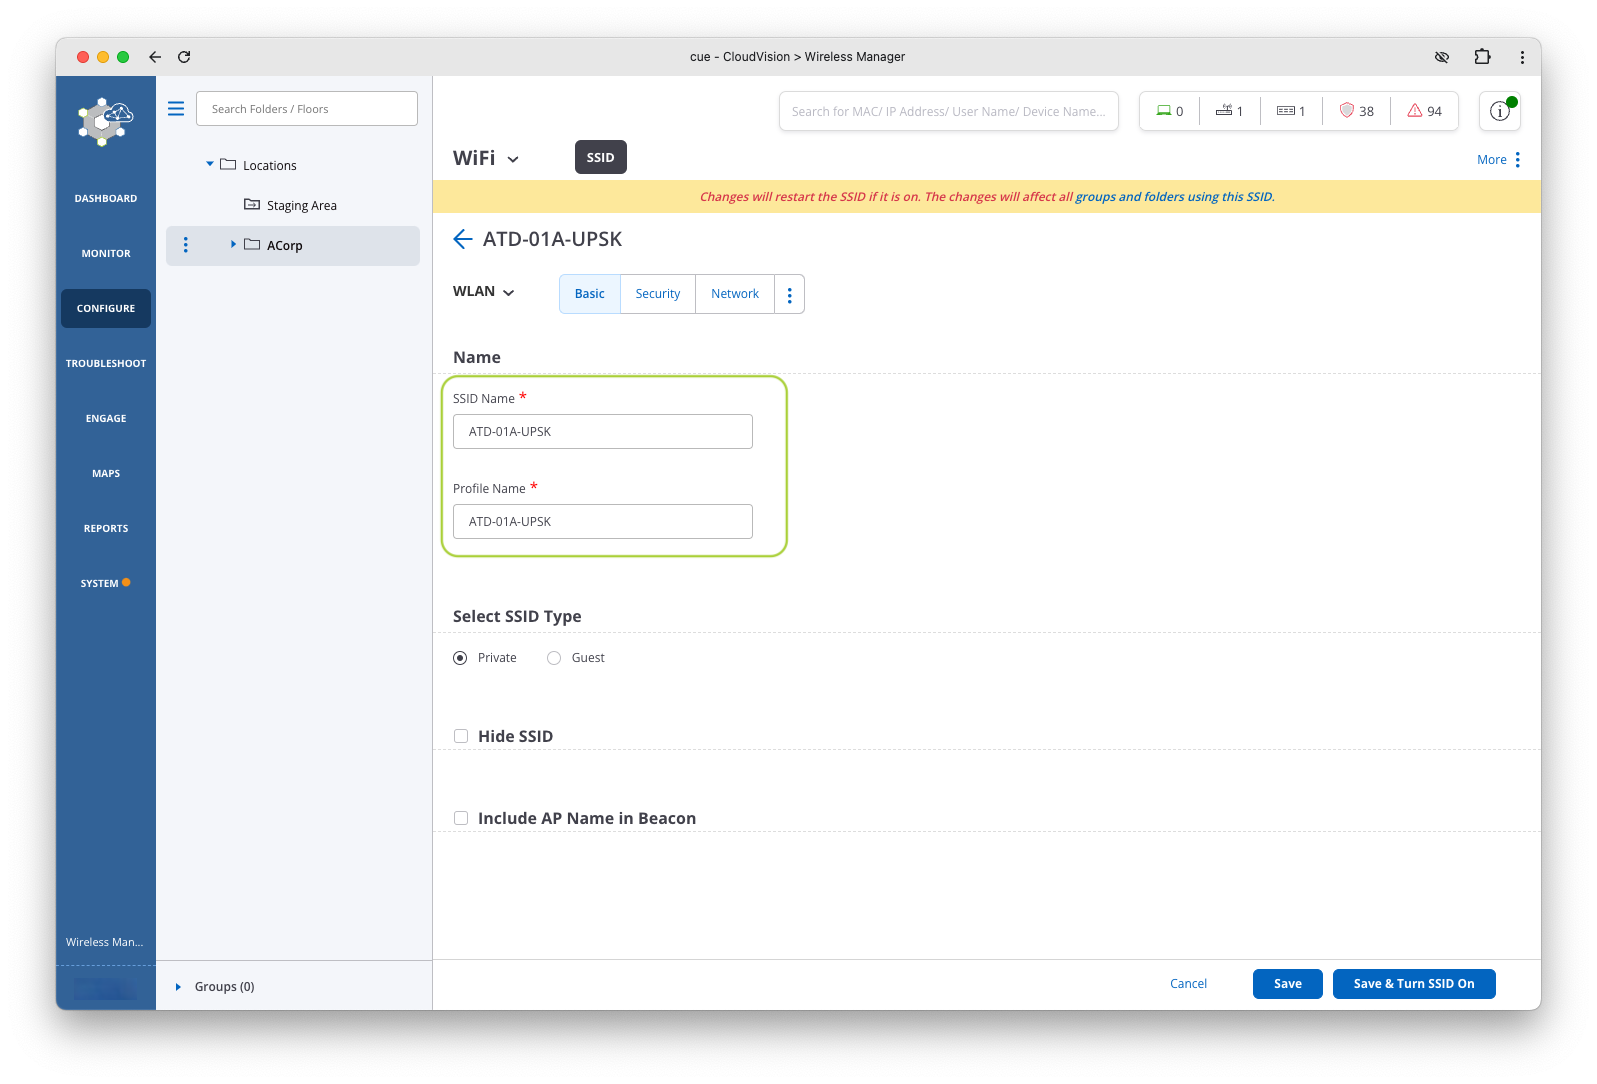 cue - CloudVision > Wireless Manager
Search Folders / Floors
Search for MAC/ IP Address/ User Name/ Device Name...
0
1
1
38
94
DASHBOARD
MONITOR
CONFIGURE
TROUBLESHOOT
ENGAGE
MAPS
REPORTS
SYSTEM
Wireless Man...
Locations
Staging Area
ACorp
Groups (0)
WiFi
SSID
More
Changes will restart the SSID if it is on. The changes will affect all groups and folders using this SSID.
ATD-01A-UPSK
WLAN
Basic
Security
Network
Name
SSID Name *
ATD-01A-UPSK
Profile Name *
ATD-01A-UPSK
Select SSID Type
Private
Guest
Hide SSID
Include AP Name in Beacon
Cancel
Save
Save & Turn SSID On